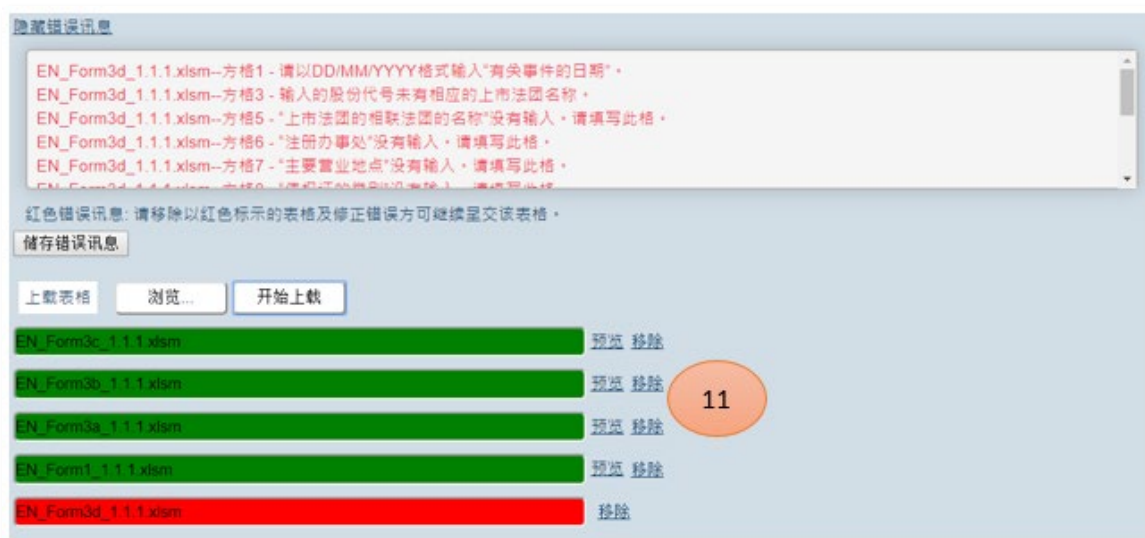 隐藏错误讯息
EN_Form3d_1.1.1.xlsm--方格1 - 请以DD/MM/YYYY格式输入"有关事件的日期"。
EN_Form3d_1.1.1.xlsm--方格3 - 输入的股份代号未有相应的上市法团名称。
EN_Form3d_1.1.1.xlsm--方格5 - "上市法团的相联法团的名称"没有输入。请填写此格。
EN_Form3d_1.1.1.xlsm--方格6 - "注册办事处"没有输入。请填写此格。
EN_Form3d_1.1.1.xlsm--方格7 - "主要营业地点"没有输入。请填写此格。
红色错误讯息: 请移除以红色标示的表格及修正错误方可继续呈交该表格。
储存错误讯息
上载表格 浏览... 开始上载
EN_Form3c_1.1.1.xlsm 预览 移除
EN_Form3b_1.1.1.xlsm 预览 移除
11
EN_Form3a_1.1.1.xlsm 预览 移除
EN_Form1_1.1.1.xlsm 预览 移除
EN_Form3d_1.1.1.xlsm 移除